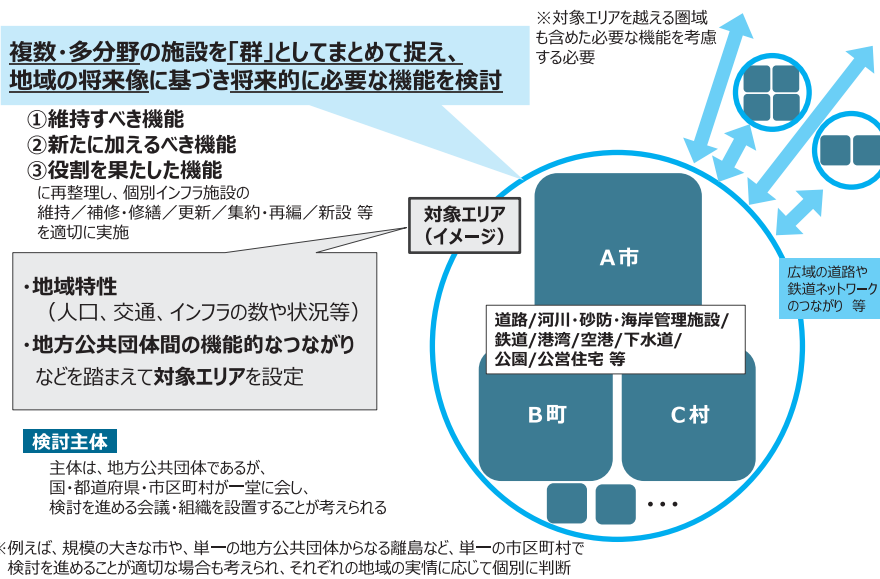 ※対象エリアを越える圏域
も含めた必要な機能を考慮
する必要
複数・多分野の施設を「群」としてまとめて捉え、
地域の将来像に基づき将来的に必要な機能を検討
①維持すべき機能
②新たに加えるべき機能
③役割を果たした機能
に再整理し、個別インフラ施設の
維持／補修・修繕／更新／集約・再編／新設 等
を適切に実施
対象エリア
（イメージ）
・地域特性
（人口、交通、インフラの数や状況等）
・地方公共団体間の機能的なつながり
などを踏まえて対象エリアを設定
A市
広域の道路や
鉄道ネットワーク
のつながり 等
道路/河川・砂防・海岸管理施設/
鉄道/港湾/空港/下水道/
公園/公営住宅 等
B町
C村
・・・
検討主体
主体は、地方公共団体であるが、
国・都道府県・市区町村が一堂に会し、
検討を進める会議・組織を設置することが考えられる
※例えば、規模の大きな市や、単一の地方公共団体からなる離島など、単一の市区町村で
検討を進めることが適切な場合も考えられ、それぞれの地域の実情に応じて個別に判断